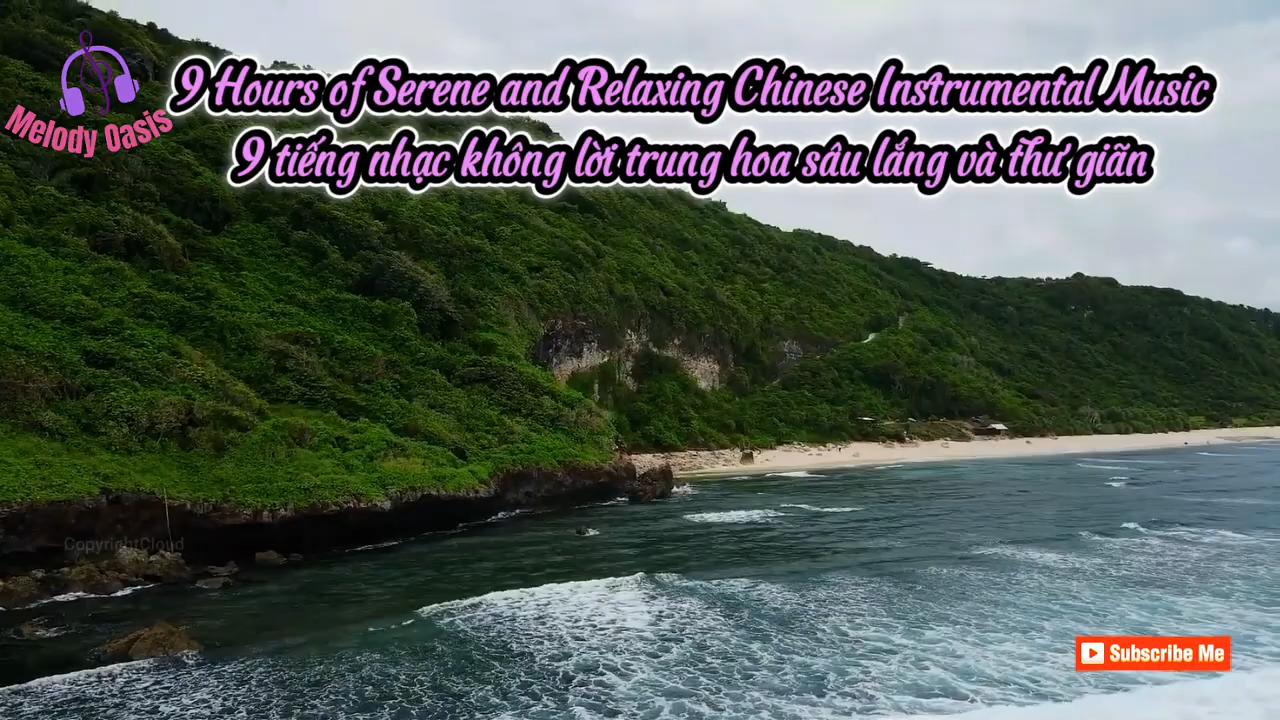 Melody Oasis
9 Hours of Serene and Relaxing Chinese Instrumental Music
9 tiếng nhạc không lời trung hoa sâu lắng và thư giãn
CopyrightCloud
Subscribe Me